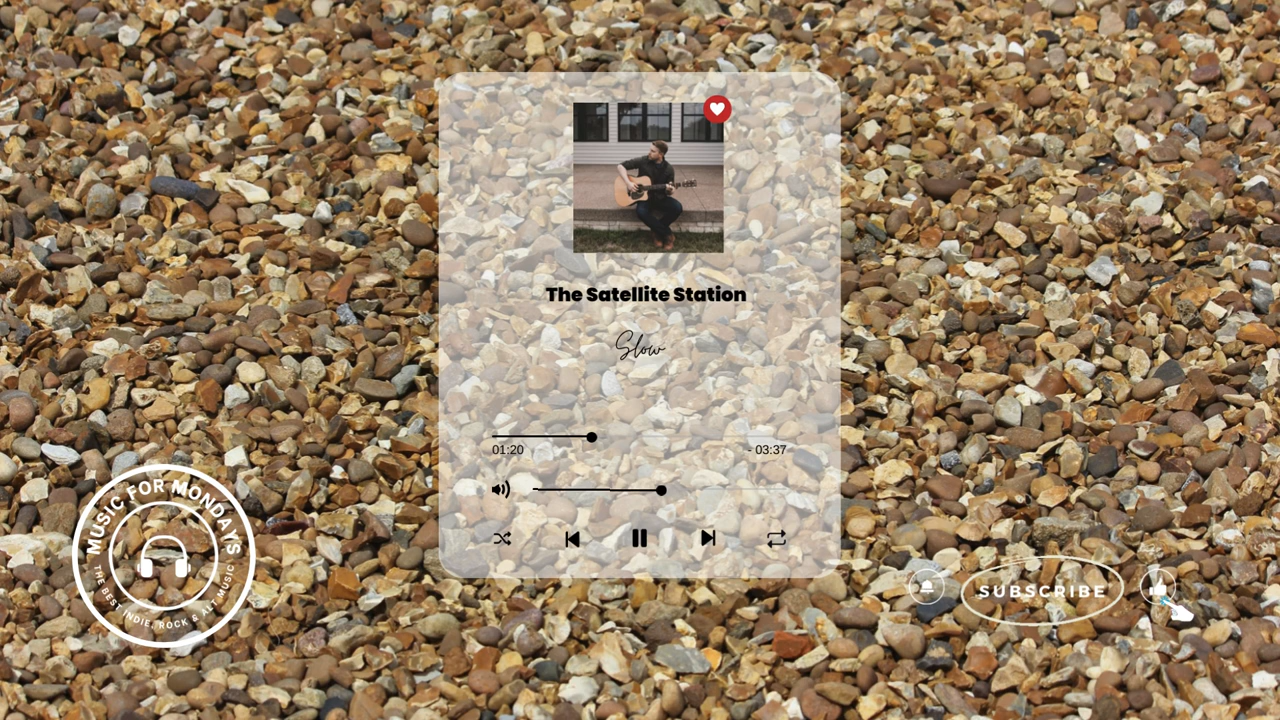 The Satellite Station
Slow
01:20
- 03:37
MUSIC FOR MONDAYS
THE BEST INDIE, ROCK & ALT MUSIC
SUBSCRIBE